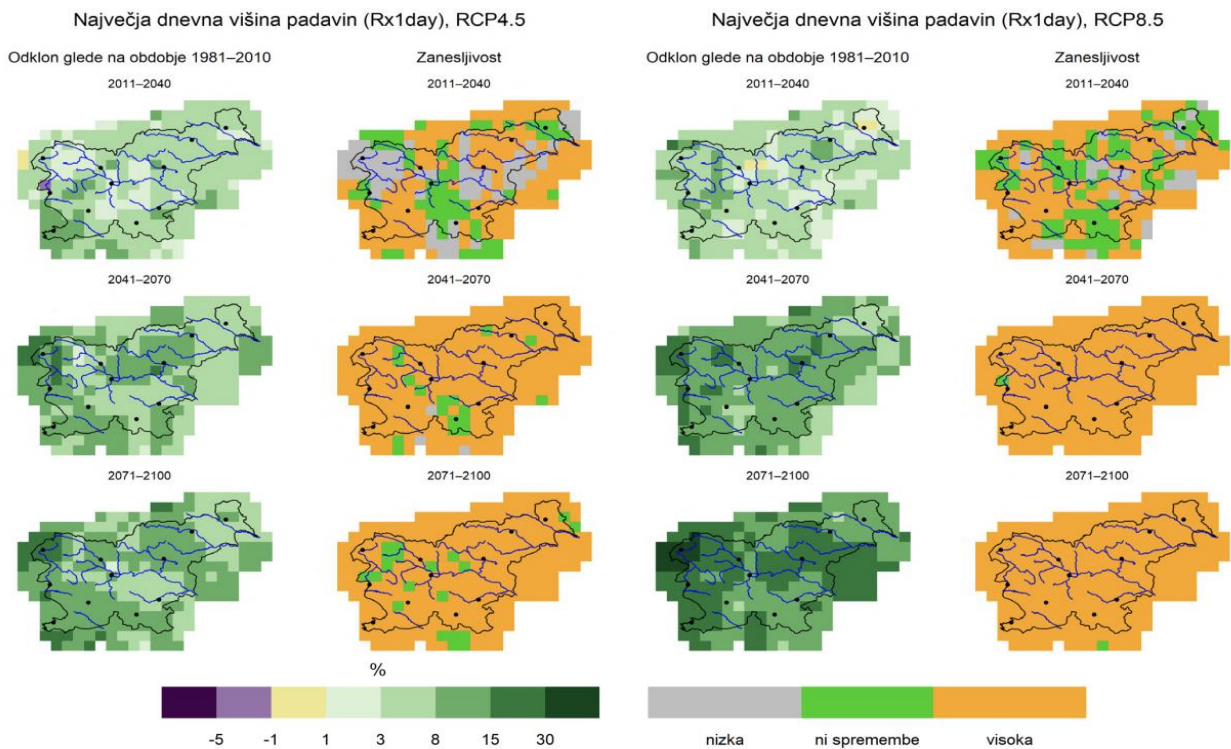 Največja dnevna višina padavin (Rx1day), RCP4.5
Odklon glede na obdobje 1981–2010
Zanesljivost
2011–2040
2011–2040
2041–2070
2041–2070
2071–2100
2071–2100
Največja dnevna višina padavin (Rx1day), RCP8.5
Odklon glede na obdobje 1981–2010
Zanesljivost
2011–2040
2011–2040
2041–2070
2041–2070
2071–2100
2071–2100
%
-5 -1 1 3 8 15 30
nizka ni spremembe visoka